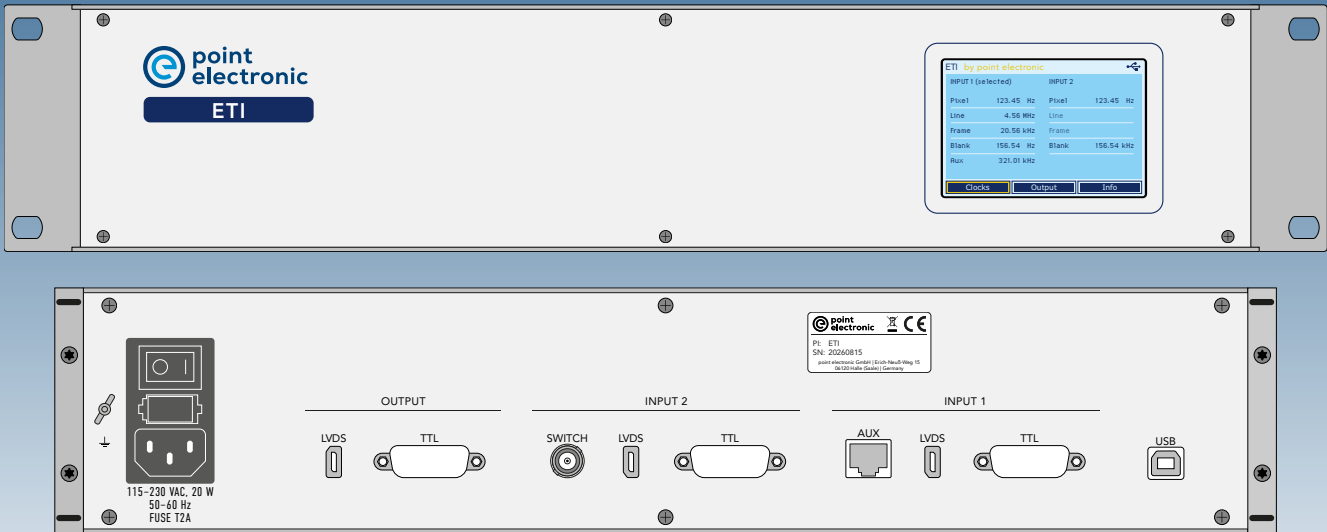 point
electronic
ETI
ETI by point electronic
INPUT 1 (selected) INPUT 2
Pixel 123.45 Hz Pixel 123.45 Hz
Line 4.56 MHz Line
Frame 20.56 kHz Frame
Blank 156.54 Hz Blank 156.54 kHz
Aux 321.01 kHz
Clocks Output Info
point
electronic
CE
PI: ETI
SN: 20260815
point electronic GmbH | Erich-Neuß-Weg 15
06120 Halle (Saale) | Germany
OUTPUT INPUT 2 INPUT 1
LVDS TTL SWITCH LVDS TTL AUX LVDS TTL USB
115–230 VAC, 20 W
50–60 Hz
FUSE T2A